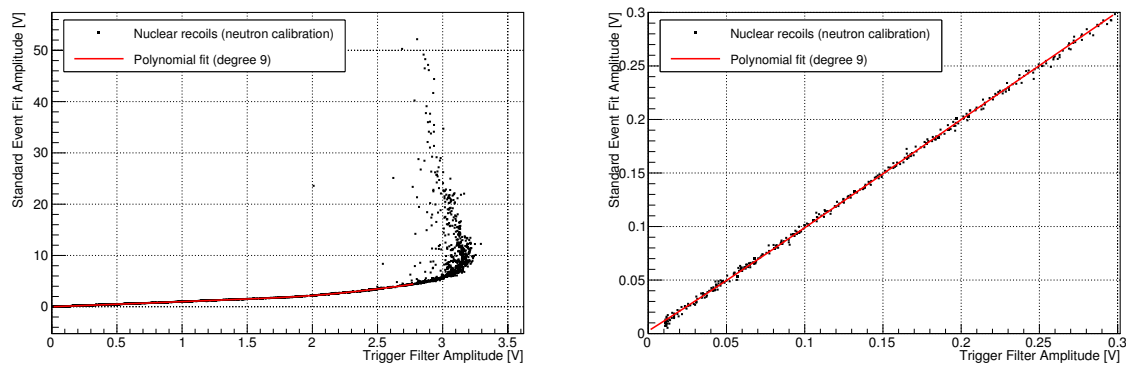 Standard Event Fit Amplitude [V]
50
40
30
20
10
0
Nuclear recoils (neutron calibration)
Polynomial fit (degree 9)
0 0.5 1 1.5 2 2.5 3 3.5
Trigger Filter Amplitude [V]
Standard Event Fit Amplitude [V]
0.3
0.25
0.2
0.15
0.1
0.05
0
Nuclear recoils (neutron calibration)
Polynomial fit (degree 9)
0 0.05 0.1 0.15 0.2 0.25 0.3
Trigger Filter Amplitude [V]